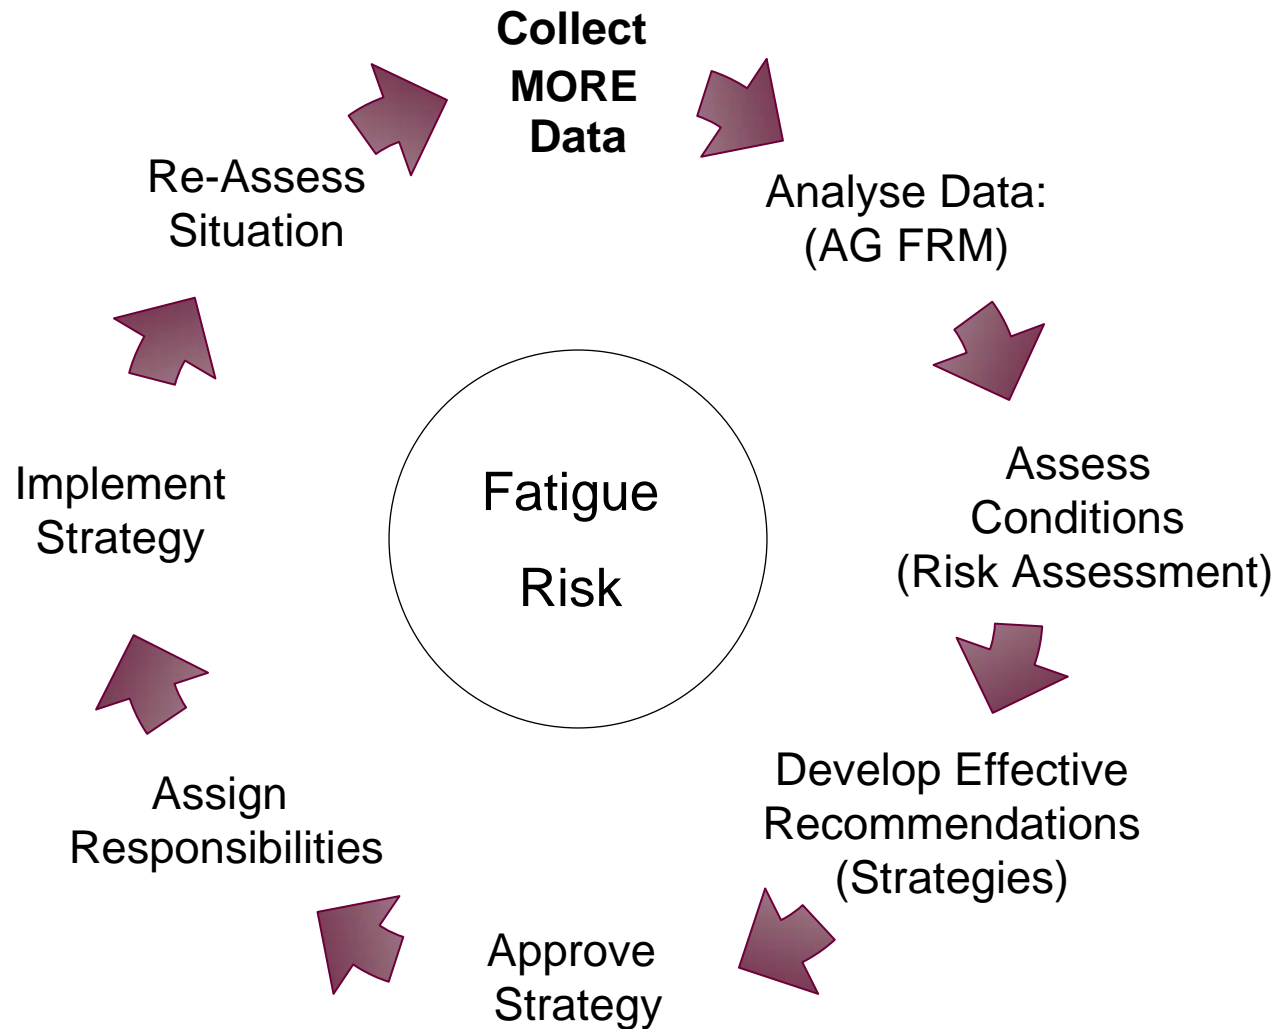 Collect
MORE
Data
Analyse Data:
(AG FRM)
Assess
Conditions
(Risk Assessment)
Develop Effective
Recommendations
(Strategies)
Approve
Strategy
Assign
Responsibilities
Implement
Strategy
Re-Assess
Situation
Fatigue
Risk